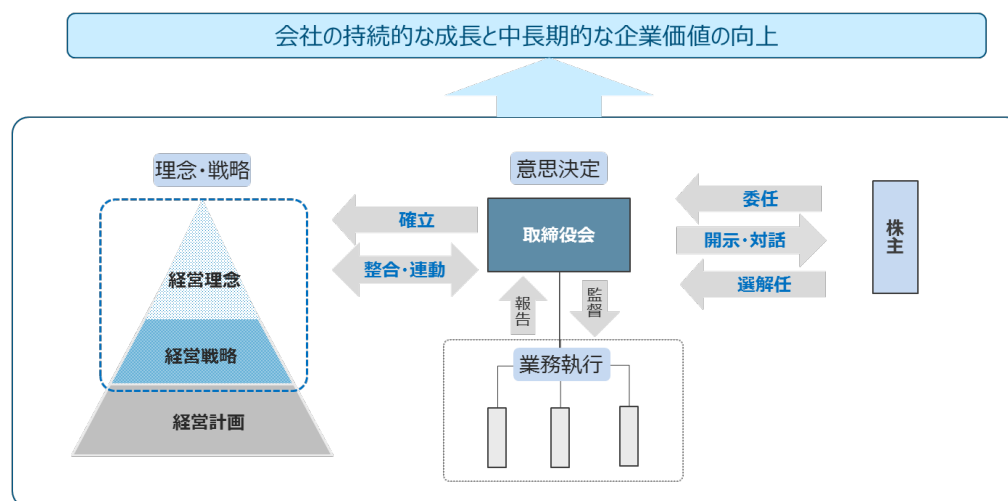 会社の持続的な成長と中長期的な企業価値の向上
理念・戦略
意思決定
経営理念
経営戦略
経営計画
確立
整合・連動
取締役会
委任
開示・対話
選解任
株主
報告
監督
業務執行